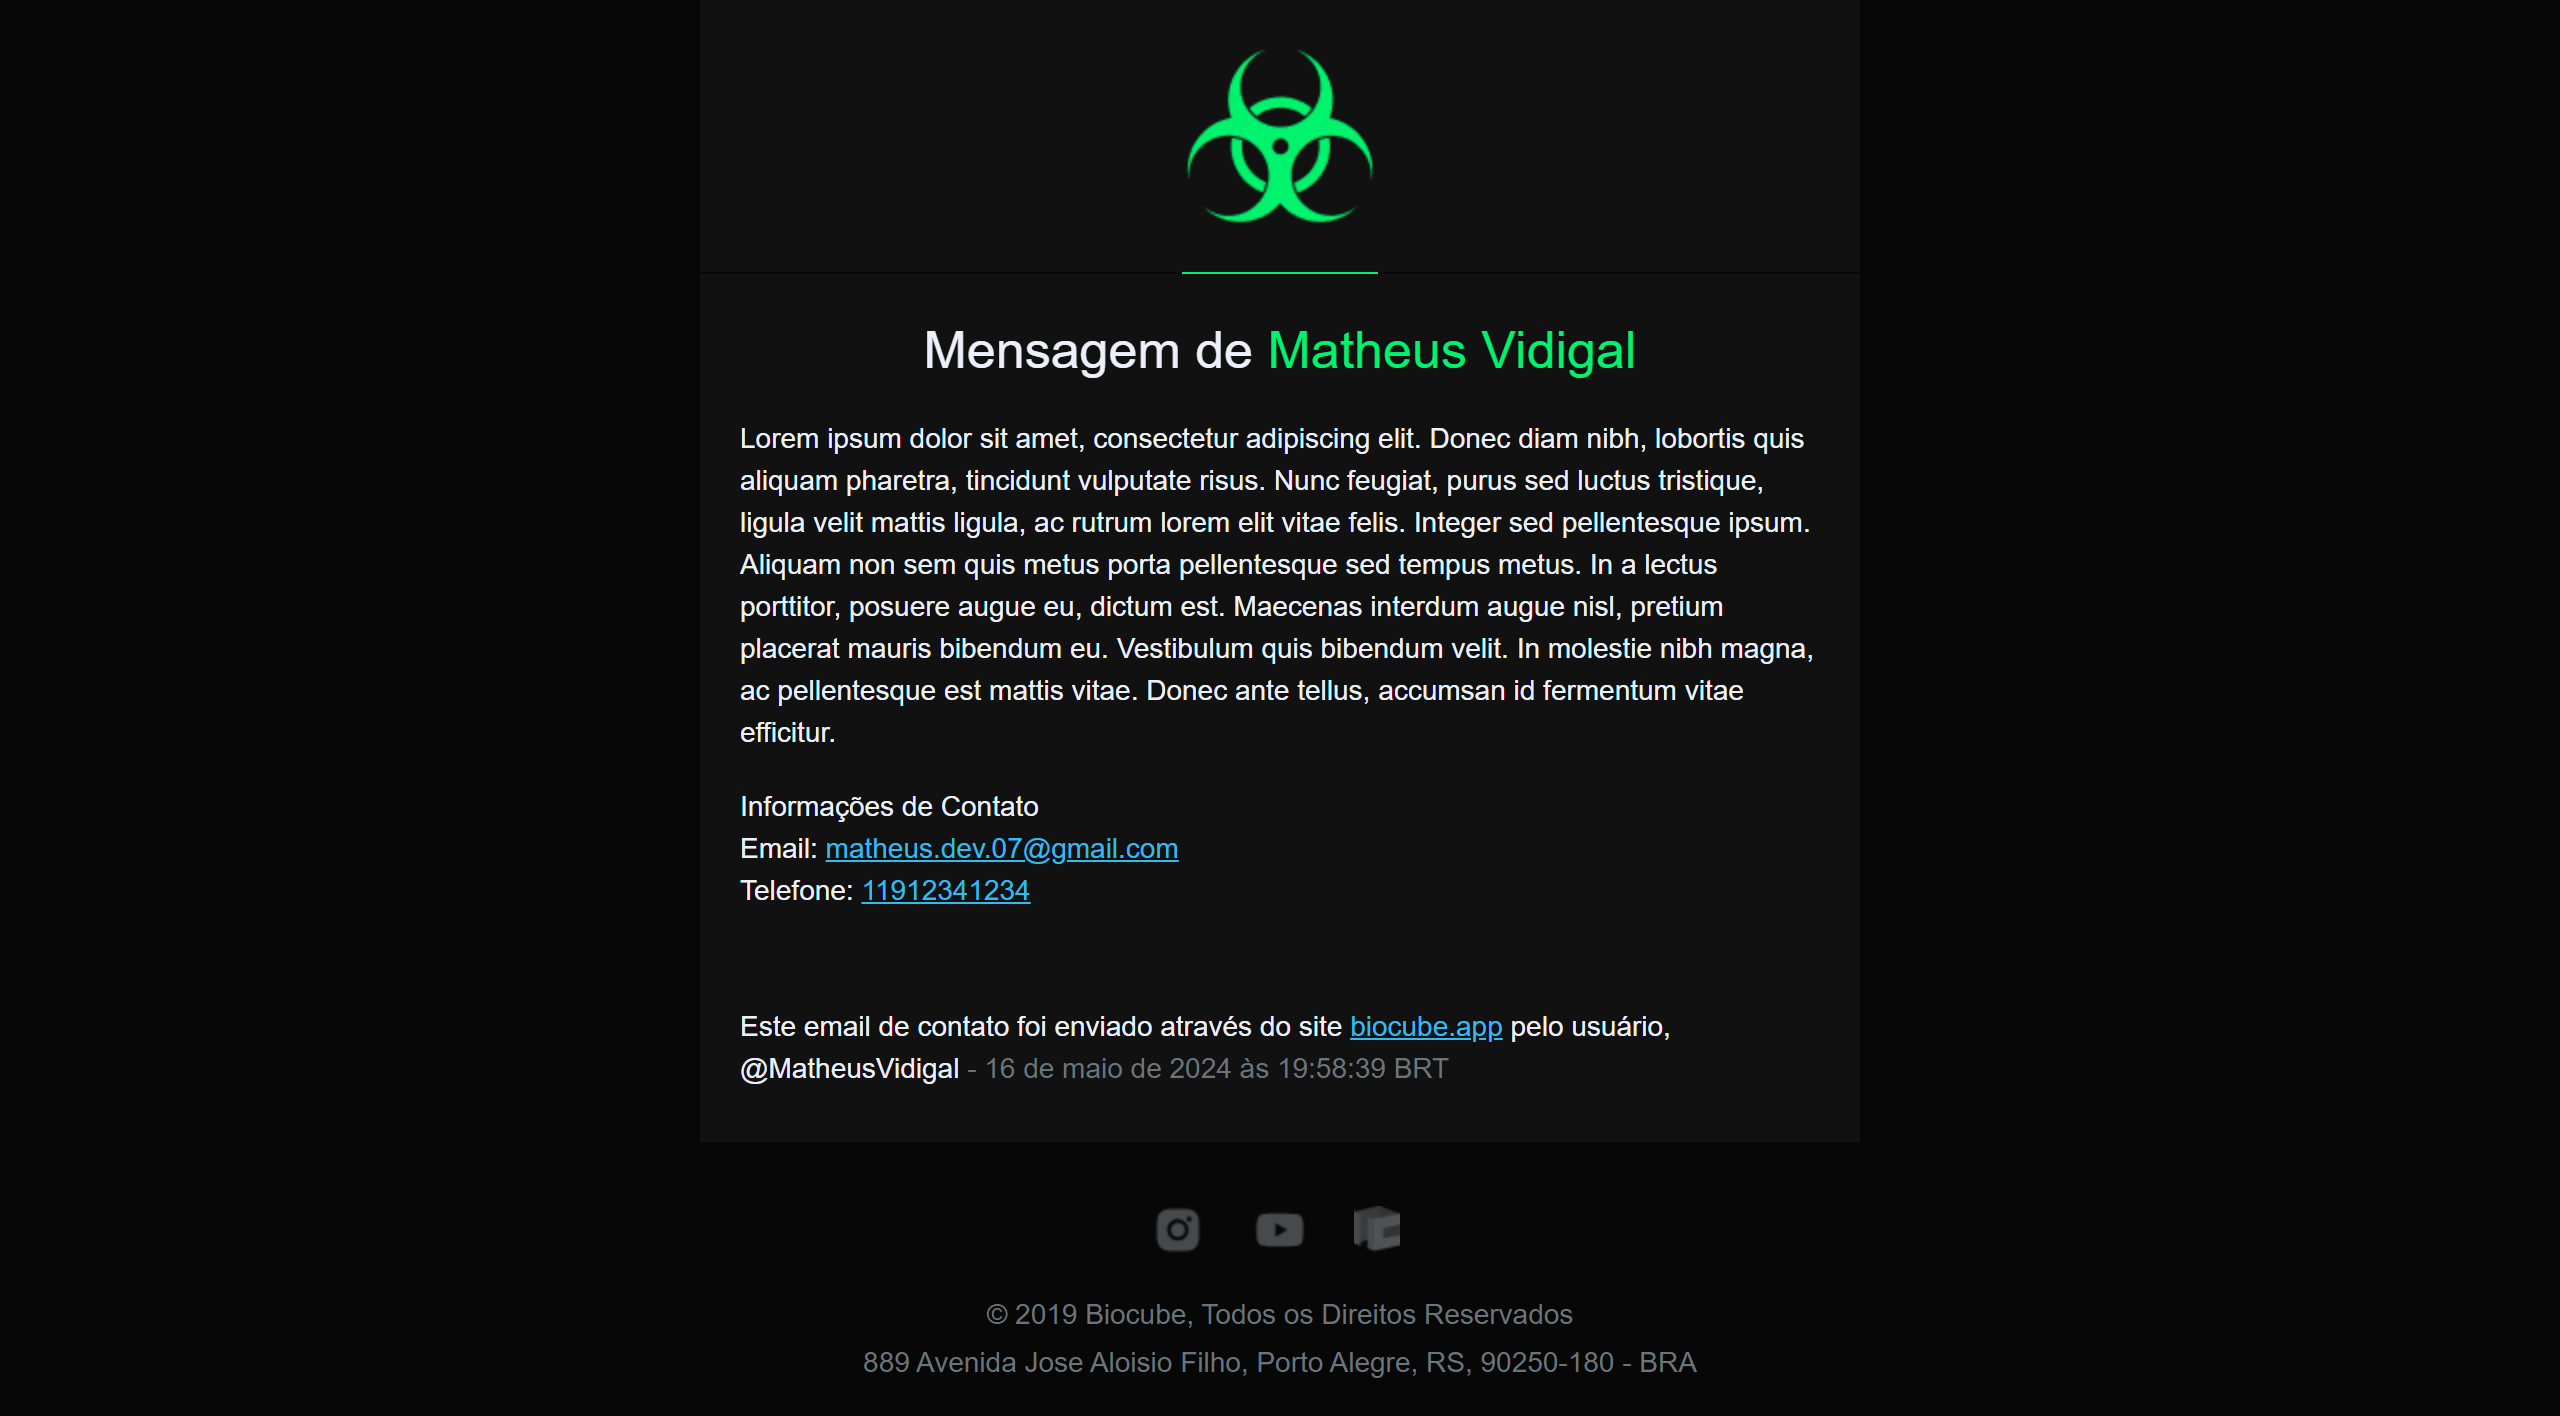 Mensagem de Matheus Vidigal
Lorem ipsum dolor sit amet, consectetur adipiscing elit. Donec diam nibh, lobortis quis
aliquam pharetra, tincidunt vulputate risus. Nunc feugiat, purus sed luctus tristique,
ligula velit mattis ligula, ac rutrum lorem elit vitae felis. Integer sed pellentesque ipsum.
Aliquam non sem quis metus porta pellentesque sed tempus metus. In a lectus
porttitor, posuere augue eu, dictum est. Maecenas interdum augue nisl, pretium
placerat mauris bibendum eu. Vestibulum quis bibendum velit. In molestie nibh magna,
ac pellentesque est mattis vitae. Donec ante tellus, accumsan id fermentum vitae
efficitur.
Informações de Contato
Email: matheus.dev.07@gmail.com
Telefone: 11912341234
Este email de contato foi enviado através do site biocube.app pelo usuário,
@MatheusVidigal - 16 de maio de 2024 às 19:58:39 BRT
© 2019 Biocube, Todos os Direitos Reservados
889 Avenida Jose Aloisio Filho, Porto Alegre, RS, 90250-180 - BRA